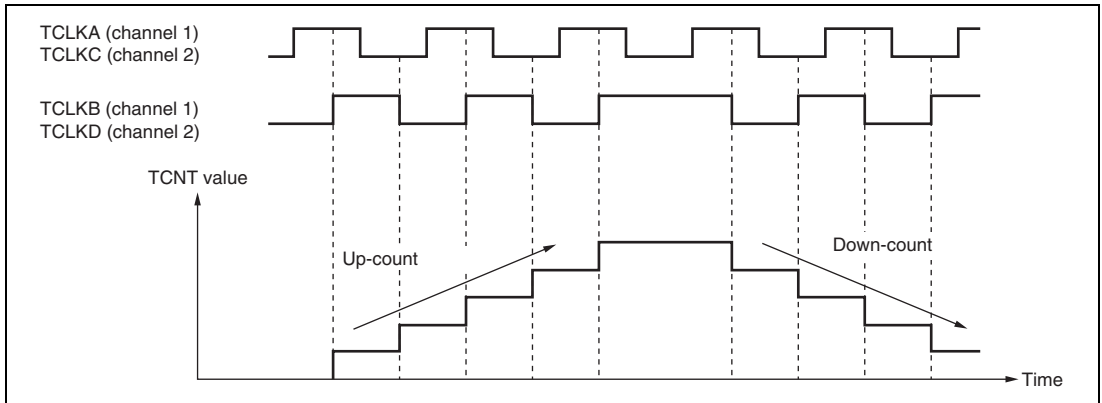 TCLKA (channel 1)
TCLKC (channel 2)
TCLKB (channel 1)
TCLKD (channel 2)
TCNT value
Up-count
Down-count
Time